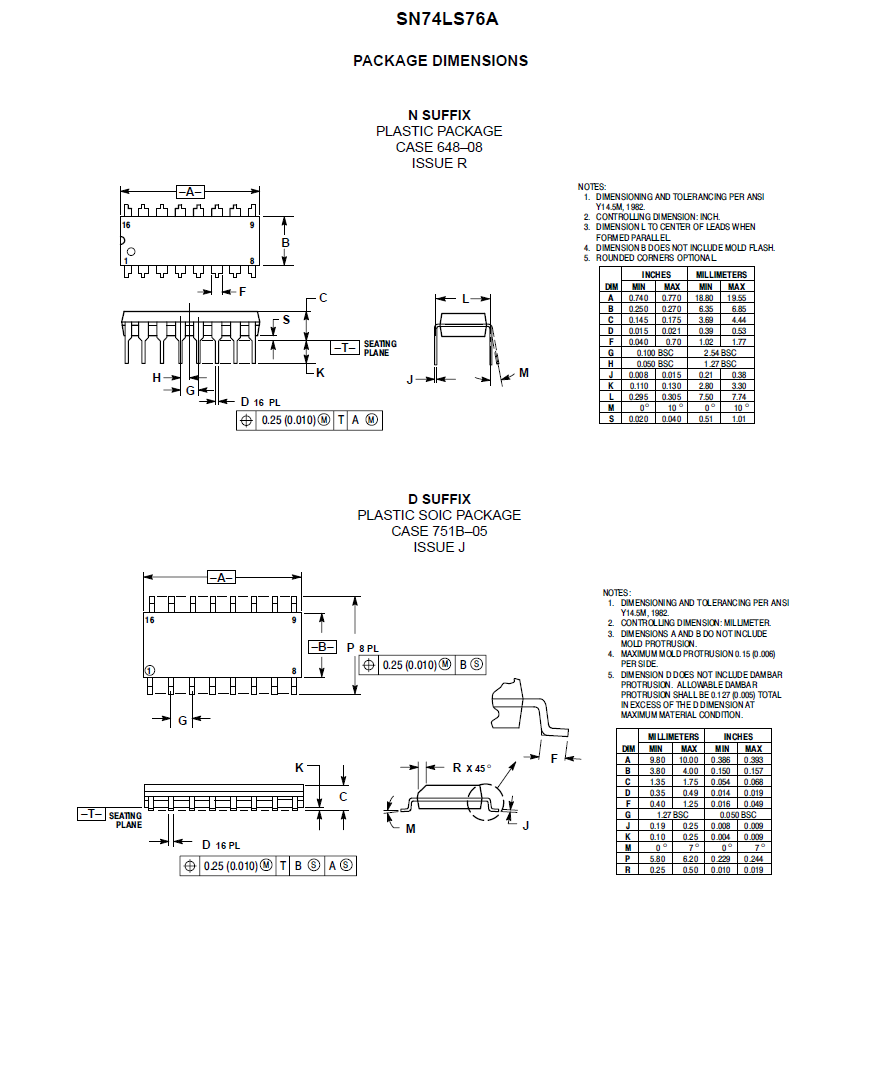 SN74LS76A
PACKAGE DIMENSIONS
N SUFFIX
PLASTIC PACKAGE
CASE 648–08
ISSUE R
–A–
16 9
B
1 8
F
C
S
–T– SEATING
PLANE
K
H
G
D 16 PL
0.25 (0.010) M T A M
L
J
M
NOTES:
1. DIMENSIONING AND TOLERANCING PER ANSI
Y14.5M, 1982.
2. CONTROLLING DIMENSION: INCH.
3. DIMENSION L TO CENTER OF LEADS WHEN
FORMED PARALLEL.
4. DIMENSION B DOES NOT INCLUDE MOLD FLASH.
5. ROUNDED CORNERS OPTIONAL.
INCHES MILLIMETERS
DIM MIN MAX MIN MAX
A 0.740 0.770 18.80 19.55
B 0.250 0.270 6.35 6.85
C 0.145 0.175 3.69 4.44
D 0.015 0.021 0.39 0.53
F 0.040 0.70 1.02 1.77
G 0.100 BSC 2.54 BSC
H 0.050 BSC 1.27 BSC
J 0.008 0.015 0.21 0.38
K 0.110 0.130 2.80 3.30
L 0.295 0.305 7.50 7.74
M 0° 10° 0° 10°
S 0.020 0.040 0.51 1.01
D SUFFIX
PLASTIC SOIC PACKAGE
CASE 751B–05
ISSUE J
–A–
16 9
–B–
P 8 PL
0.25 (0.010) M B S
1 8
G
F
K
C
–T– SEATING
PLANE
D 16 PL
0.25 (0.010) M T B S A S
R X 45°
M
J
NOTES:
1. DIMENSIONING AND TOLERANCING PER ANSI
Y14.5M, 1982.
2. CONTROLLING DIMENSION: MILLIMETER.
3. DIMENSIONS A AND B DO NOT INCLUDE
MOLD PROTRUSION.
4. MAXIMUM MOLD PROTRUSION 0.15 (0.006)
PER SIDE.
5. DIMENSION D DOES NOT INCLUDE DAMBAR
PROTRUSION. ALLOWABLE DAMBAR
PROTRUSION SHALL BE 0.127 (0.005) TOTAL
IN EXCESS OF THE D DIMENSION AT
MAXIMUM MATERIAL CONDITION.
MILLIMETERS INCHES
DIM MIN MAX MIN MAX
A 9.80 10.00 0.386 0.393
B 3.80 4.00 0.150 0.157
C 1.35 1.75 0.054 0.068
D 0.35 0.49 0.014 0.019
F 0.40 1.25 0.016 0.049
G 1.27 BSC 0.050 BSC
J 0.19 0.25 0.008 0.009
K 0.10 0.25 0.004 0.009
M 0° 7° 0° 7°
P 5.80 6.20 0.229 0.244
R 0.25 0.50 0.010 0.019